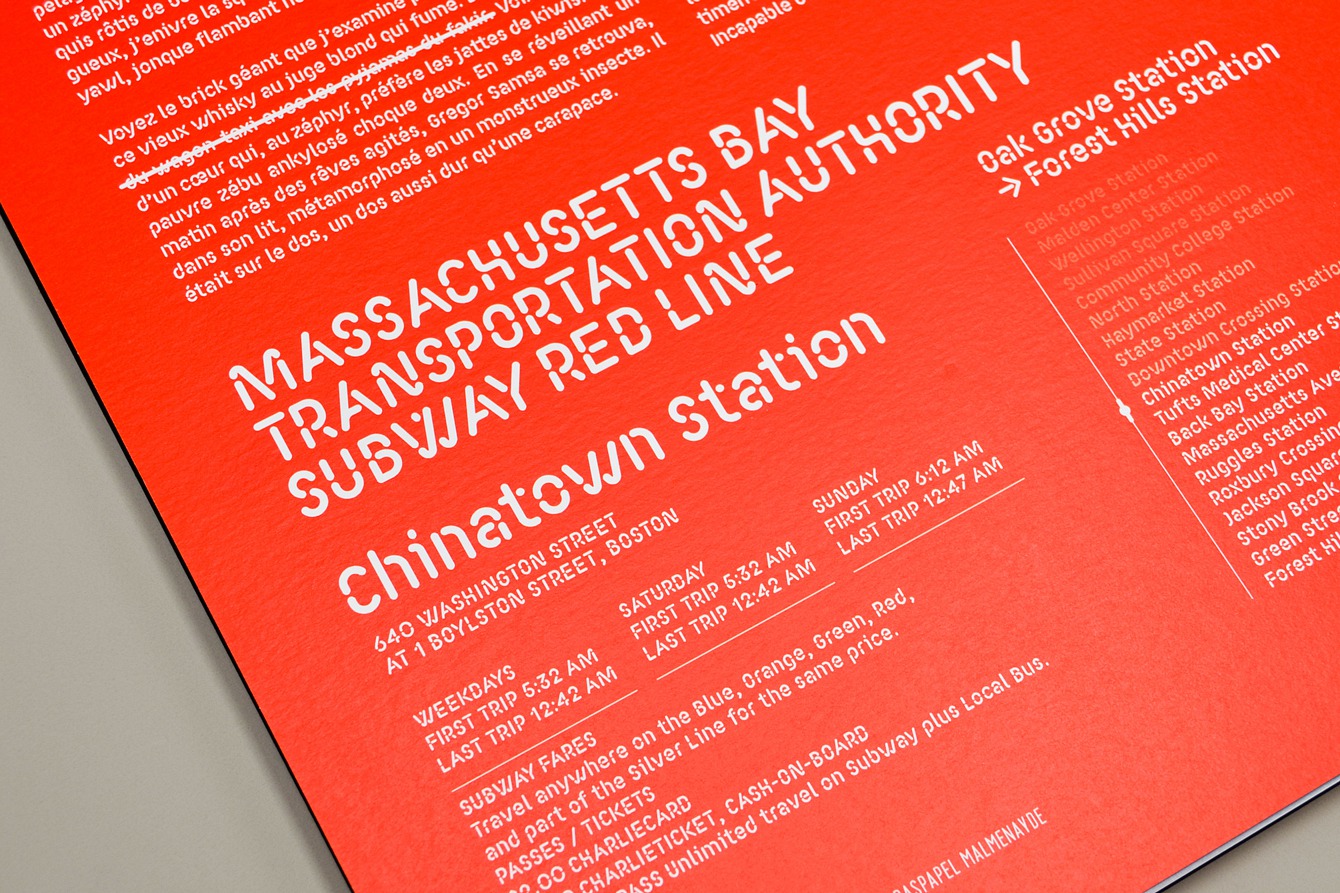 un zéphyr
quis rôtis de
gueux, j'enivre la
yawl, jonque flambant
Voyez le brick géant que j'examine
ce vieux whisky au juge blond qui fume.
du wagon-taxi avec les pyjamas du fakir.
d'un cœur qui, au zéphyr, préfère les jattes de kiwis.
pauvre zébu ankylosé choque deux. En se réveillant un
matin après des rêves agités, Gregor Samsa se retrouva,
dans son lit, métamorphosé en un monstrueux insecte. Il
était sur le dos, un dos aussi dur qu'une carapace.
Incapable
MASSACHUSETTS BAY
TRANSPORTATION AUTHORITY
SUBWAY RED LINE
Chinatown Station
640 WASHINGTON STREET
AT 1 BOYLSTON STREET, BOSTON
WEEKDAYS
FIRST TRIP 5:32 AM
LAST TRIP 12:42 AM
SATURDAY
FIRST TRIP 5:32 AM
LAST TRIP 12:42 AM
SUNDAY
FIRST TRIP 6:12 AM
LAST TRIP 12:47 AM
SUBWAY FARES
Travel anywhere on the Blue, Orange, Green, Red,
and part of the Silver Line for the same price.
PASSES / TICKETS
2.00 CHARLIECARD
CHARLIETICKET, CASH-ON-BOARD
PASS Unlimited travel on Subway plus Local Bus.
Oak Grove Station
→ Forest Hills Station
Oak Grove Station
Malden Center Station
Wellington Station
Sullivan Square Station
Community College Station
North Station
Haymarket Station
State Station
Downtown Crossing Station
Chinatown Station
Tufts Medical Center
Back Bay Station
Massachusetts Ave
Ruggles Station
Roxbury Crossing
Jackson Square
Stony Brook
Green Stre
Forest Hil
MALMENAYDE